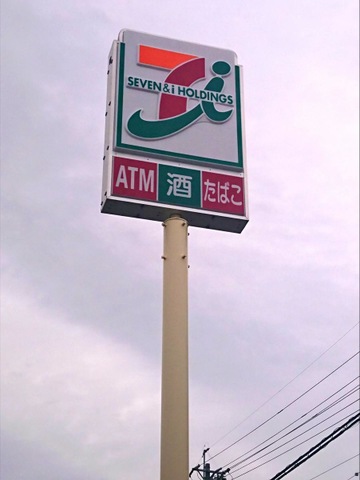 SEVEN&i HOLDINGS
ATM 酒 たばこ